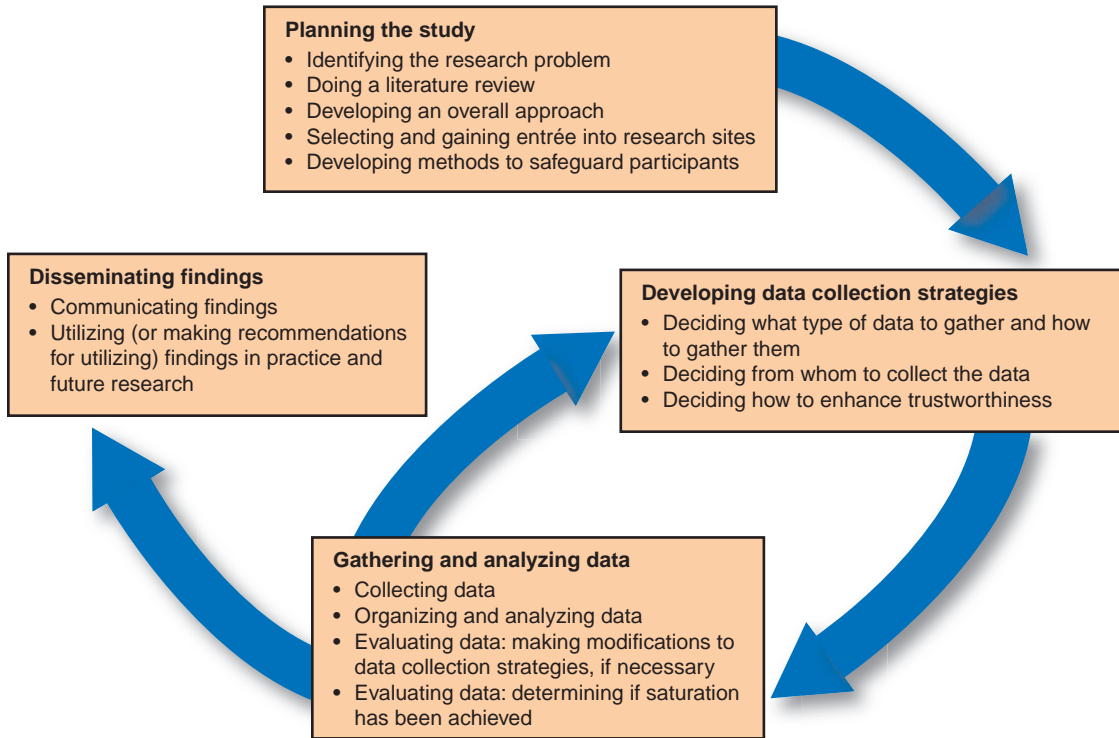 Planning the study
• Identifying the research problem
• Doing a literature review
• Developing an overall approach
• Selecting and gaining entrée into research sites
• Developing methods to safeguard participants
Disseminating findings
• Communicating findings
• Utilizing (or making recommendations
for utilizing) findings in practice and
future research
Developing data collection strategies
• Deciding what type of data to gather and how
to gather them
• Deciding from whom to collect the data
• Deciding how to enhance trustworthiness
Gathering and analyzing data
• Collecting data
• Organizing and analyzing data
• Evaluating data: making modifications to
data collection strategies, if necessary
• Evaluating data: determining if saturation
has been achieved